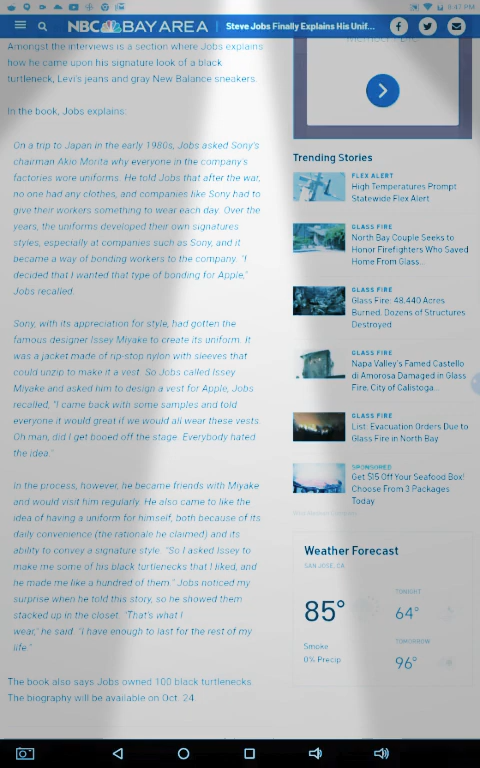 8:47 PM
NBC BAY AREA | Steve Jobs Finally Explains His Unif...
Amongst the interviews is a section where Jobs explains
how he came upon his signature look of a black
turtleneck, Levi's jeans and gray New Balance sneakers.
In the book, Jobs explains:
On a trip to Japan in the early 1980s, Jobs asked Sony's
chairman Akio Morita why everyone in the company's
factories wore uniforms. He told Jobs that after the war,
no one had any clothes, and companies like Sony had to
give their workers something to wear each day. Over the
years, the uniforms developed their own signatures
styles, especially at companies such as Sony, and it
became a way of bonding workers to the company. "I
decided that I wanted that type of bonding for Apple,"
Jobs recalled.
Sony, with its appreciation for style, had gotten the
famous designer Issey Miyake to create its uniform. It
was a jacket made of rip-stop nylon with sleeves that
could unzip to make it a vest. So Jobs called Issey
Miyake and asked him to design a vest for Apple, Jobs
recalled, "I came back with some samples and told
everyone it would great if we would all wear these vests.
Oh man, did I get booed off the stage. Everybody hated
the idea."
In the process, however, he became friends with Miyake
and would visit him regularly. He also came to like the
idea of having a uniform for himself, both because of its
daily convenience (the rationale he claimed) and its
ability to convey a signature style. "So I asked Issey to
make me some of his black turtlenecks that I liked, and
he made me like a hundred of them." Jobs noticed my
surprise when he told this story, so he showed them
stacked up in the closet. "That's what I
wear," he said. "I have enough to last for the rest of my
life."
The book also says Jobs owned 100 black turtlenecks.
The biography will be available on Oct. 24.
Trending Stories
FLEX ALERT
High Temperatures Prompt
Statewide Flex Alert
GLASS FIRE
North Bay Couple Seeks to
Honor Firefighters Who Saved
Home From Glass...
GLASS FIRE
Glass Fire: 48,440 Acres
Burned, Dozens of Structures
Destroyed
GLASS FIRE
Napa Valley's Famed Castello
di Amorosa Damaged in Glass
Fire, City of Calistoga...
GLASS FIRE
List: Evacuation Orders Due to
Glass Fire in North Bay
SPONSORED
Get $15 Off Your Seafood Box!
Choose From 3 Packages
Today
Weather Forecast
SAN JOSE, CA
85°
Smoke
0% Precip
TONIGHT
64°
TOMORROW
96°